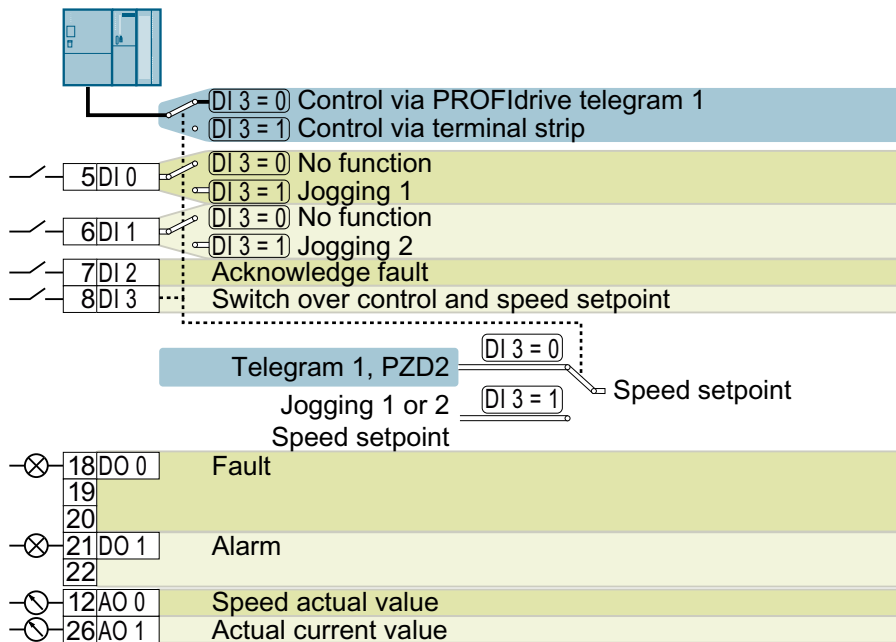 DI 3 = 0 Control via PROFIdrive telegram 1
DI 3 = 1 Control via terminal strip
DI 3 = 0 No function
5 DI 0
DI 3 = 1 Jogging 1
DI 3 = 0 No function
6 DI 1
DI 3 = 1 Jogging 2
7 DI 2 Acknowledge fault
8 DI 3 Switch over control and speed setpoint
Telegram 1, PZD2 DI 3 = 0
Speed setpoint
Jogging 1 or 2 DI 3 = 1
Speed setpoint
18 DO 0 Fault
19
20
21 DO 1 Alarm
22
12 AO 0 Speed actual value
26 AO 1 Actual current value